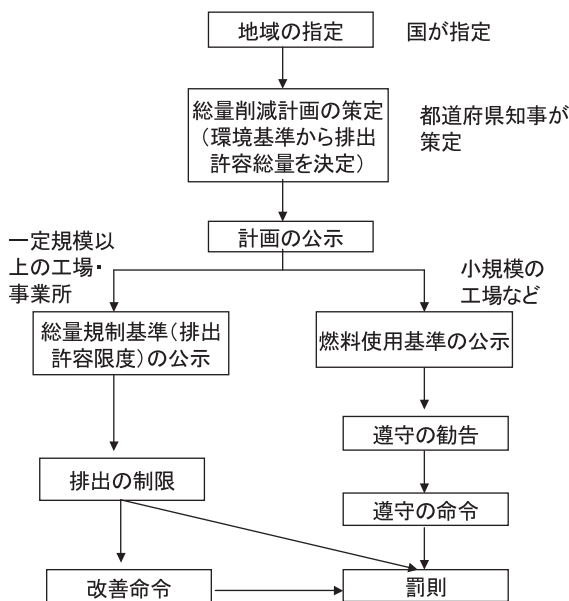 地域の指定
国が指定
総量削減計画の策定
(環境基準から排出
許容総量を決定)
都道府県知事が
策定
計画の公示
一定規模以
上の工場・
事業所
小規模の
工場など
総量規制基準(排出
許容限度)の公示
燃料使用基準の公示
遵守の勧告
排出の制限
遵守の命令
改善命令
罰則